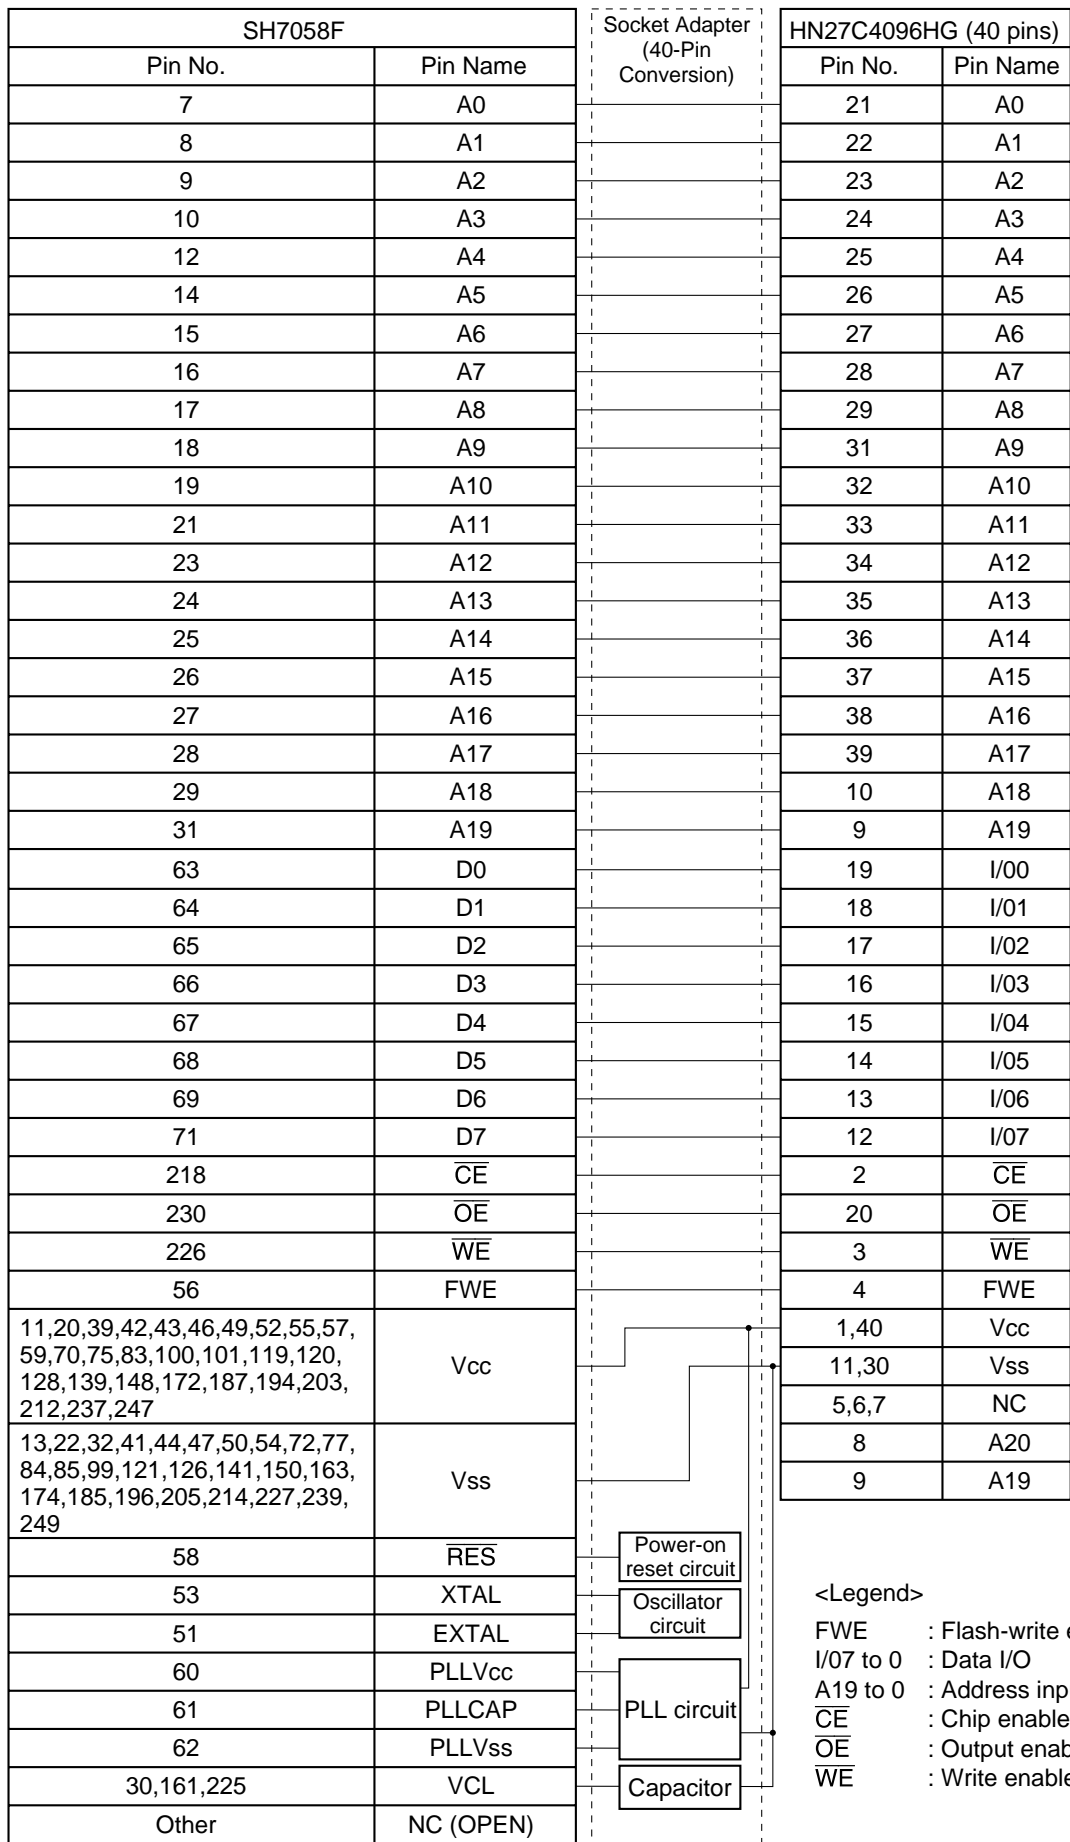 SH7058F
Socket Adapter
(40-Pin
Conversion)
HN27C4096HG (40 pins)
Pin No. Pin Name Pin No. Pin Name
7 A0 21 A0
8 A1 22 A1
9 A2 23 A2
10 A3 24 A3
12 A4 25 A4
14 A5 26 A5
15 A6 27 A6
16 A7 28 A7
17 A8 29 A8
18 A9 31 A9
19 A10 32 A10
21 A11 33 A11
23 A12 34 A12
24 A13 35 A13
25 A14 36 A14
26 A15 37 A15
27 A16 38 A16
28 A17 39 A17
29 A18 10 A18
31 A19 9 A19
63 D0 19 I/00
64 D1 18 I/01
65 D2 17 I/02
66 D3 16 I/03
67 D4 15 I/04
68 D5 14 I/05
69 D6 13 I/06
71 D7 12 I/07
218 C̅E̅ 2 C̅E̅
230 O̅E̅ 20 O̅E̅
226 W̅E̅ 3 W̅E̅
56 FWE 4 FWE
11,20,39,42,43,46,49,52,55,57,
59,70,75,83,100,101,119,120,
128,139,148,172,187,194,203,
212,237,247
Vcc
1,40 Vcc
11,30 Vss
5,6,7 NC
8 A20
9 A19
13,22,32,41,44,47,50,54,72,77,
84,85,99,121,126,141,150,163,
174,185,196,205,214,227,239,
249
Vss
58 R̅E̅S̅
Power-on
reset circuit
53 XTAL
51 EXTAL
Oscillator
circuit
60 PLLVcc
61 PLLCAP
62 PLLVss
PLL circuit
30,161,225 VCL
Capacitor
Other NC (OPEN)
<Legend>
FWE : Flash-write
I/07 to 0 : Data I/O
A19 to 0 : Address
C̅E̅ : Chip enable
O̅E̅ : Output
W̅E̅ : Write enable